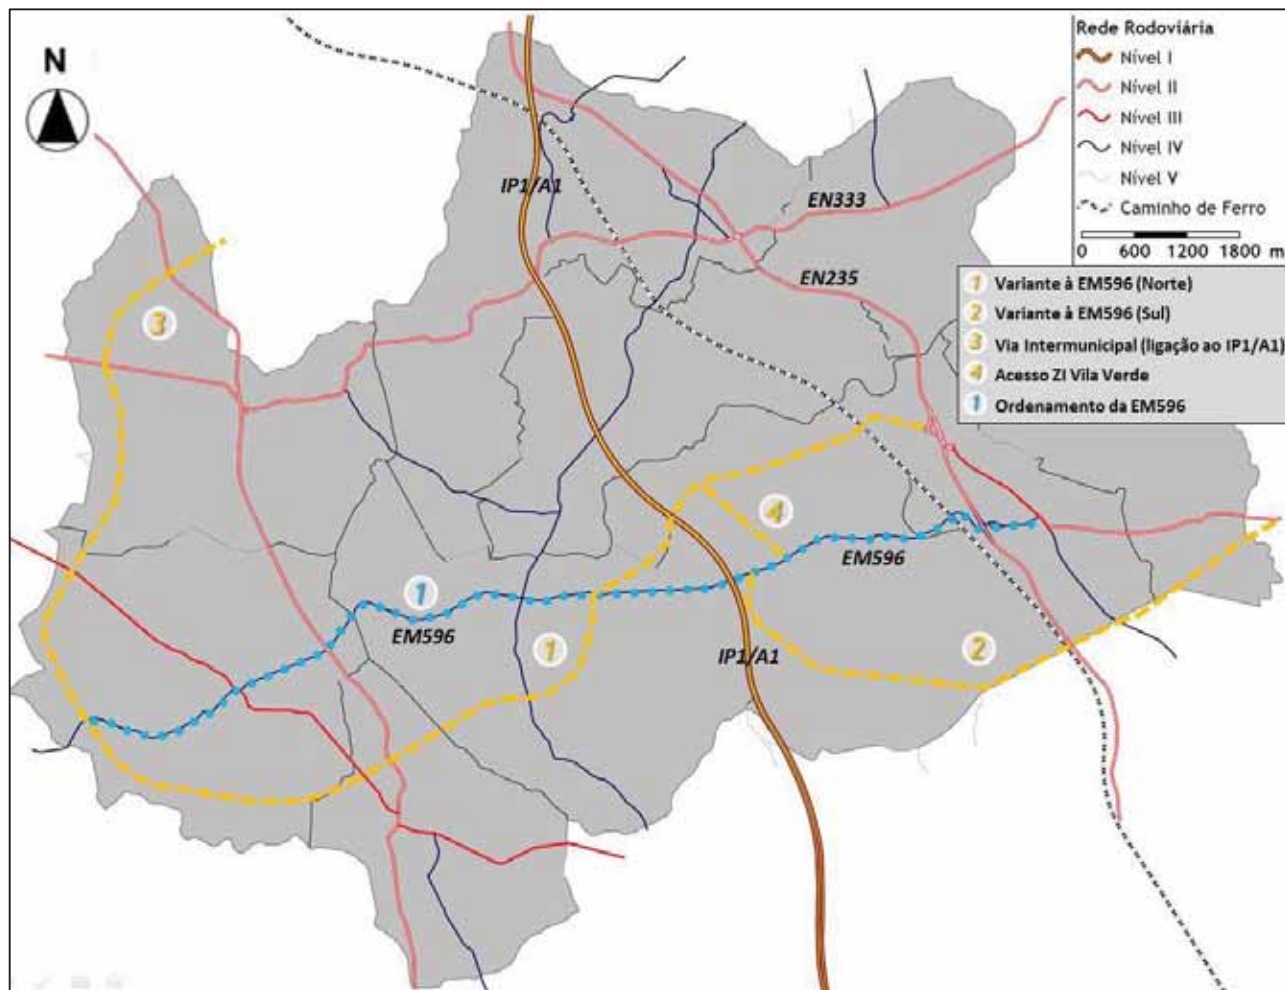 N
Rede Rodoviária
Nível I
Nível II
Nível III
Nível IV
Nível V
Caminho de Ferro
0 600 1200 1800 m
1 Variante à EM596 (Norte)
2 Variante à EM596 (Sul)
3 Via Intermunicipal (ligação ao IP1/A1)
4 Acesso ZI Vila Verde
1 Ordenamento da EM596
IP1/A1
EN333
EN235
3
4
EM596
1
EM596
1
2
IP1/A1